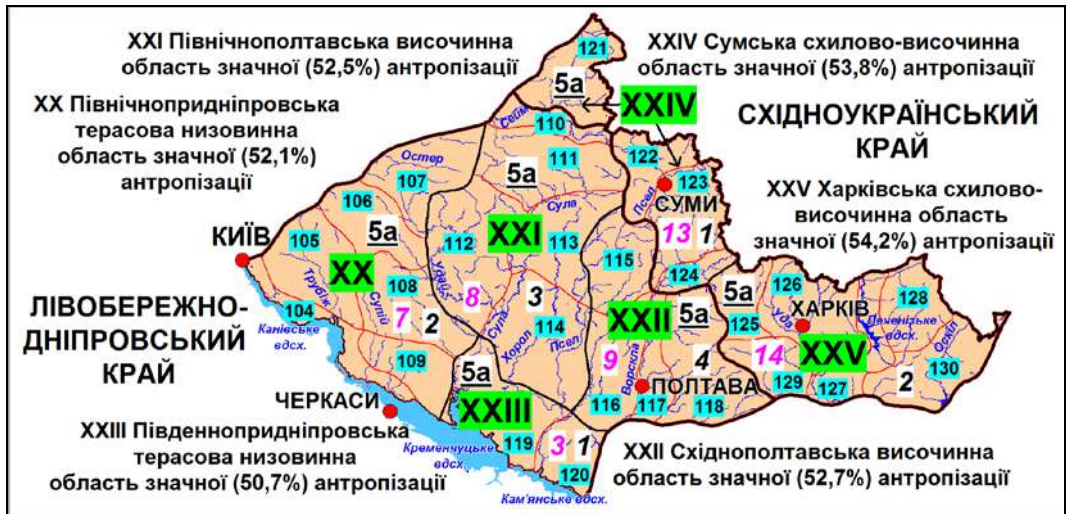 XXI Північнополтавська височинна
область значної (52,5%) антропізації
XXIV Сумська схилово-височинна
область значної (53,8%) антропізації
XX Північнопридніпровська
терасова низовинна
область значної (52,1%)
антропізації
СХІДНОУКРАЇНСЬКИЙ
КРАЙ
XXV Харківська схилово-
височинна область
значної (54,2%) антропізації
ЛІВОБЕРЕЖНО-
ДНІПРОВСЬКИЙ
КРАЙ
XXIII Південнопридніпровська
терасова низовинна
область значної (50,7%) антропізації
XXII Східнополтавська височинна
область значної (52,7%) антропізації
121
5а
XXIV
Сейм
110
Остер
111
122
107
5а
123
Псел
СУМИ
106
Сула
13 1
КИЇВ
105
5а
112
XXI
113
115
124
XX
Удай
5а
126
ХАРКІВ
128
104
Трубіж
108
Супій
8
3
XXII
5а
125
Уда
Печенізьке
вдсх.
Канівське
вдсх.
7
2
Сула
Хорол
114
Псел
14
XXV
Оскіл
109
9
Ворскла
4
129
127
2
130
5а
ПОЛТАВА
ЧЕРКАСИ
XXIII
116
117
118
Кременчуцьке
вдсх.
119
3
1
120
Кам'янське вдсх.